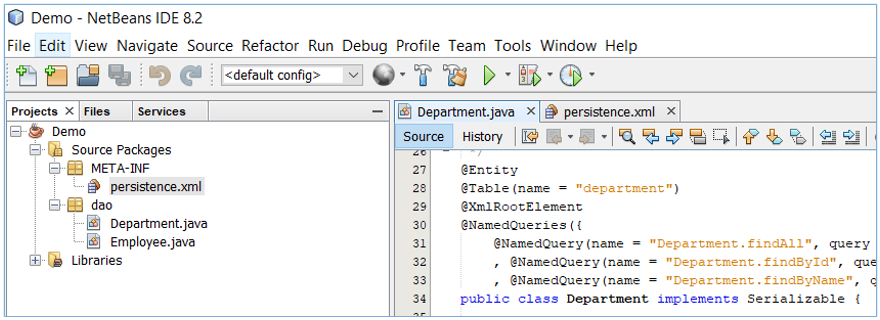 Demo - NetBeans IDE 8.2
File Edit View Navigate Source Refactor Run Debug Profile Team Tools Window Help
<default config>
Projects Files Services
Demo
Source Packages
META-INF
persistence.xml
dao
Department.java
Employee.java
Libraries
Department.java persistence.xml
Source History
26 */
27 @Entity
28 @Table(name = "department")
29 @XmlRootElement
30 @NamedQueries({
31 @NamedQuery(name = "Department.findAll", query
32 , @NamedQuery(name = "Department.findById", que
33 , @NamedQuery(name = "Department.findByName", q
34 public class Department implements Serializable {